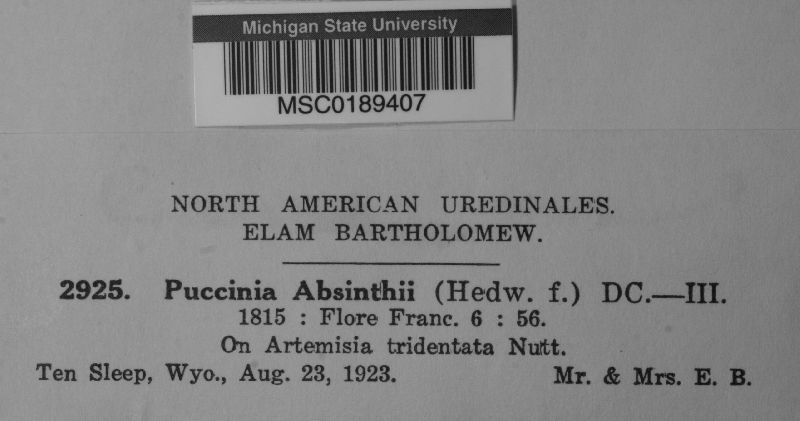 Michigan State University
MSC0189407
NORTH AMERICAN UREDINALES.
ELAM BARTHOLOMEW.
2925. Puccinia Absinthii (Hedw. f.) DC.—III.
1815 : Flore Franc. 6 : 56.
On Artemisia tridentata Nutt.
Ten Sleep, Wyo., Aug. 23, 1923. Mr. & Mrs. E. B.